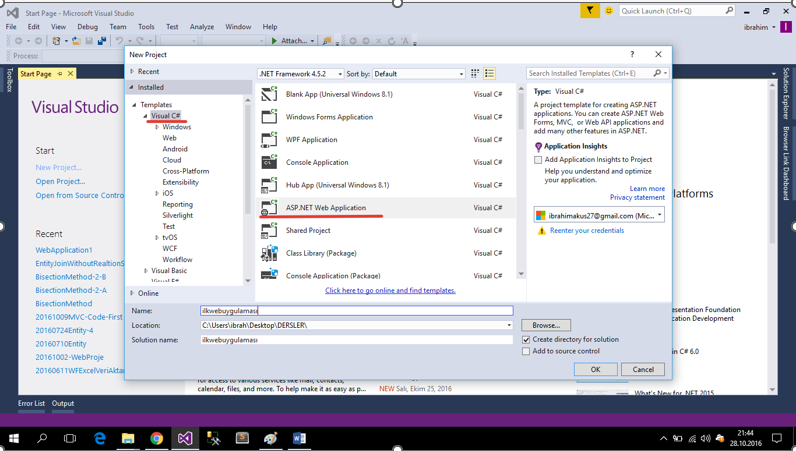 Start Page - Microsoft Visual Studio
Quick Launch (Ctrl+Q)
File Edit View Debug Team Tools Test Analyze Window Help
ibrahim
I
Attach...
Process:
Toolbox
Start Page
Visual Studio
Start
New Project...
Open Project...
Open from Source Contro
Recent
WebApplication1
EntityJoinWithoutRealtionS
BisectionMethod-2-B
BisectionMethod-2-A
BisectionMethod
20161009MVC-Code-First
20160724Entity-4
20160710Entity
20161002-WebProje
20160611WFExcelVeriAktar
New Project
?
Recent
Installed
Templates
Visual C#
Windows
Web
Android
Cloud
Cross-Platform
Extensibility
iOS
Reporting
Silverlight
Test
tvOS
WCF
Workflow
Visual Basic
Visual F#
Online
.NET Framework 4.5.2
Sort by: Default
Search Installed Templates (Ctrl+E)
Blank App (Universal Windows 8.1) Visual C#
Windows Forms Application Visual C#
WPF Application Visual C#
Console Application Visual C#
Hub App (Universal Windows 8.1) Visual C#
ASP.NET Web Application Visual C#
Shared Project Visual C#
Class Library (Package) Visual C#
Console Application (Package) Visual C#
Click here to go online and find templates.
Type: Visual C#
A project template for creating ASP.NET
applications. You can create ASP.NET Web
Forms, MVC, or Web API applications and
add many other features in ASP.NET.
Application Insights
Add Application Insights to Project
Help you understand and optimize
your application.
Learn more
Privacy statement
ibrahimakus27@gmail.com (Mic...
Reenter your credentials
Name: ilkwebuygulaması
Location: C:\Users\ibrah\Desktop\DERSLER\
Solution name: ilkwebuygulaması
Browse...
Create directory for solution
Add to source control
OK
Cancel
Solution Explorer
Browser Link Dashboard
latforms
esentation Foundation
cation Development
in C# 6.0
What's New for .NET 2015
for access to various services like mail, contacts,
calendar, files, and more. To help make it as easy as p...
NEW Salı, Ekim 25, 2016
Error List Output
21:44
28.10.2016